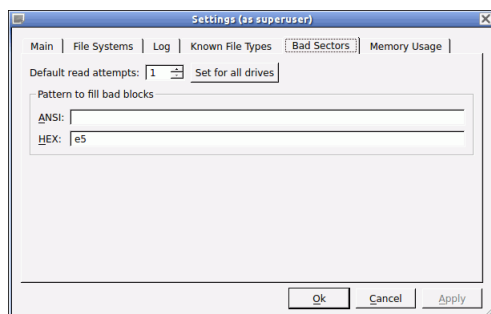 Settings (as superuser)
Main File Systems Log Known File Types Bad Sectors Memory Usage
Default read attempts: 1 Set for all drives
Pattern to fill bad blocks
ANSI:
HEX: e5
Ok Cancel Apply